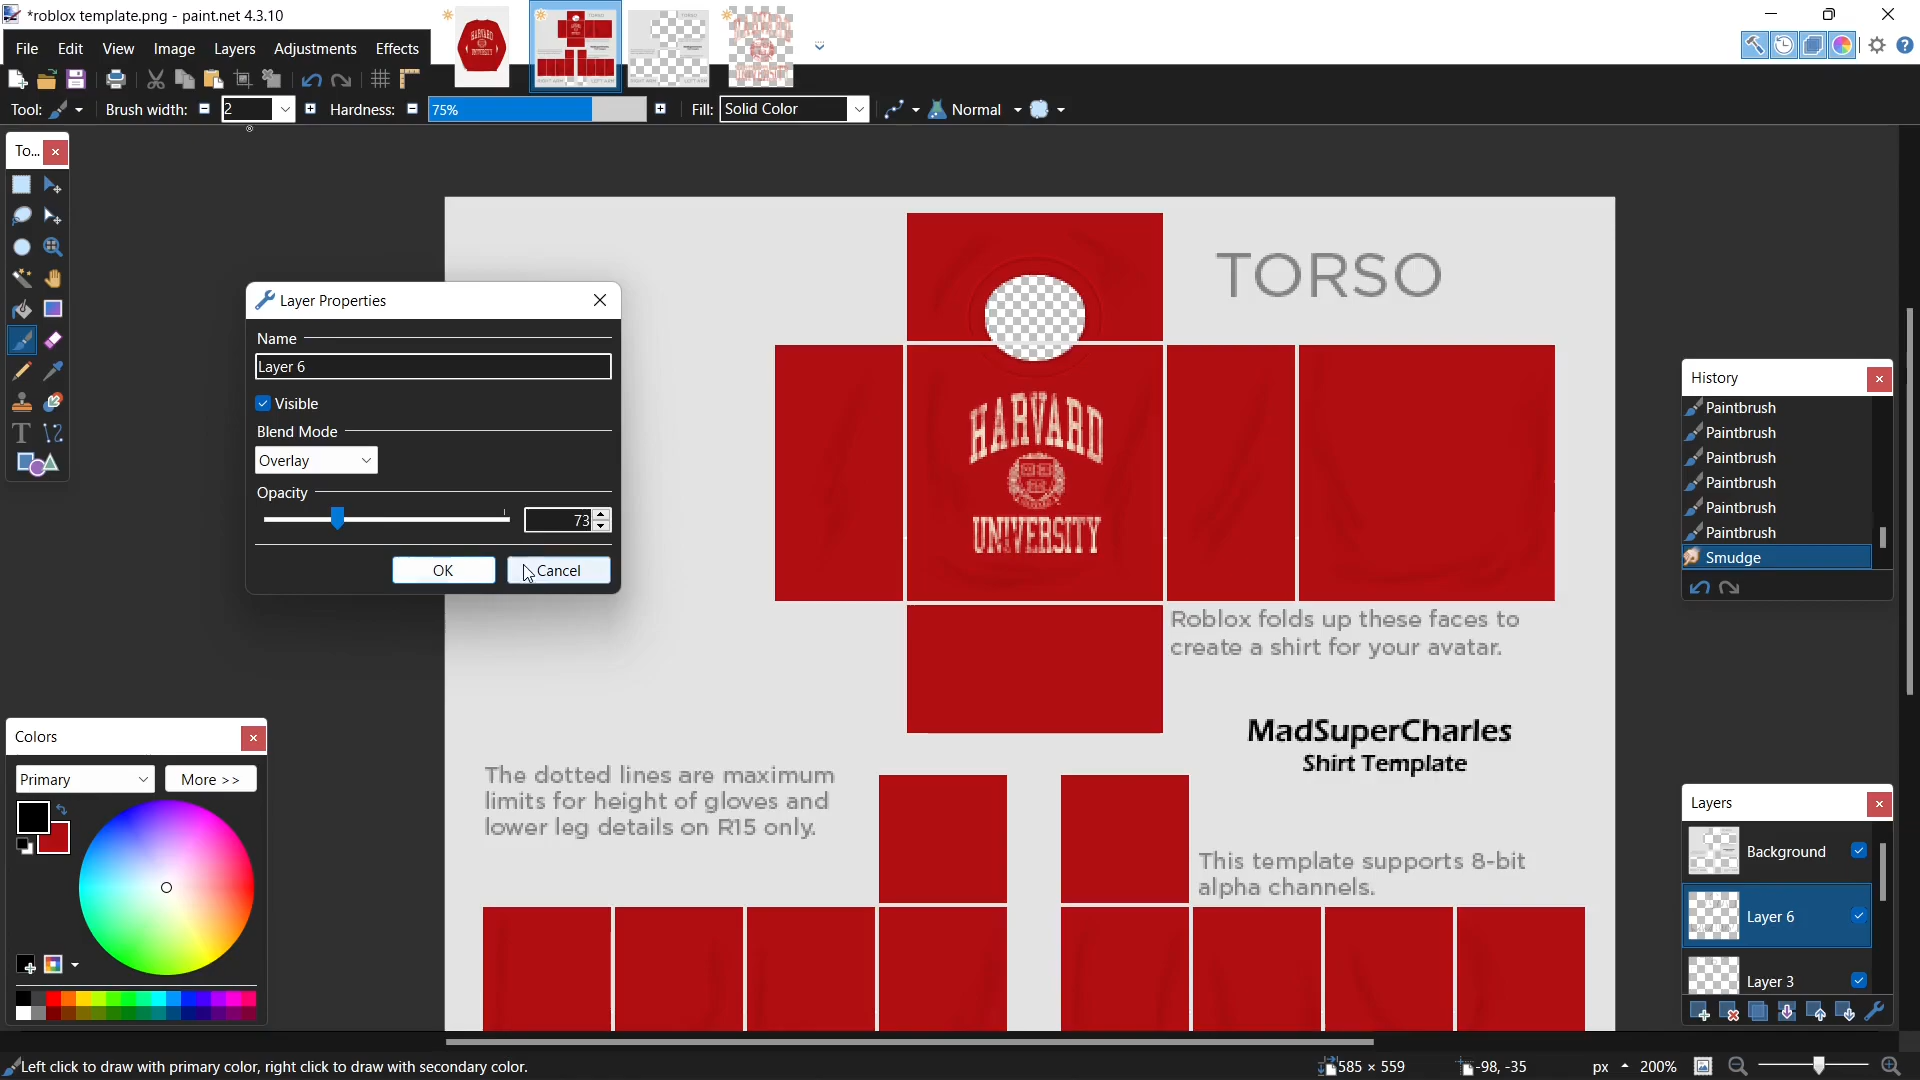 *roblox template.png - paint.net 4.3.10
File Edit View Image Layers Adjustments Effects
Tool: Brush width: 2 Hardness: 75% Fill: Solid Color Normal
To...
Layer Properties
Name
Layer 6
Visible
Blend Mode
Overlay
Opacity
73
OK Cancel
TORSO
HARVARD
UNIVERSITY
Roblox folds up these faces to
create a shirt for your avatar.
MadSuperCharles
Shirt Template
The dotted lines are maximum
limits for height of gloves and
lower leg details on R15 only.
This template supports 8-bit
alpha channels.
History
Paintbrush
Paintbrush
Paintbrush
Paintbrush
Paintbrush
Paintbrush
Smudge
Colors
Primary More >>
Layers
Background
Layer 6
Layer 3
Left click to draw with primary color, right click to draw with secondary color.
585 × 559 -98, -35 px 200%